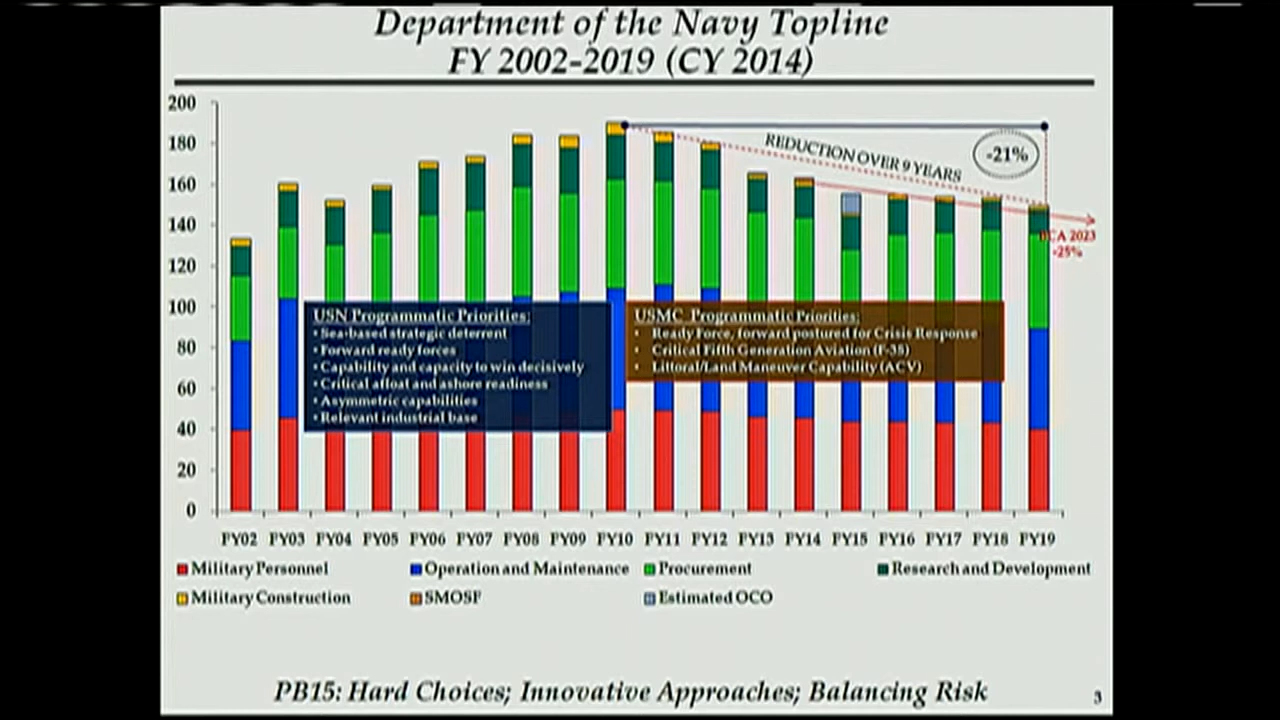 Department of the Navy Topline
FY 2002-2019 (CY 2014)
200
180
160
140
120
100
80
60
40
20
0
REDUCTION OVER 9 YEARS
-21%
BCA 2023
-25%
USN Programmatic Priorities:
• Sea-based strategic deterrent
• Forward ready forces
• Capability and capacity to win decisively
• Critical afloat and ashore readiness
• Asymmetric capabilities
• Relevant industrial base
USMC Programmatic Priorities:
• Ready Force, forward postured for Crisis Response
• Critical Fifth Generation Aviation (F-35)
• Littoral/Land Maneuver Capability (ACV)
FY02 FY03 FY04 FY05 FY06 FY07 FY08 FY09 FY10 FY11 FY12 FY13 FY14 FY15 FY16 FY17 FY18 FY19
Military Personnel Operation and Maintenance Procurement Research and Development
Military Construction SMOSF Estimated OCO
PB15: Hard Choices; Innovative Approaches; Balancing Risk
3